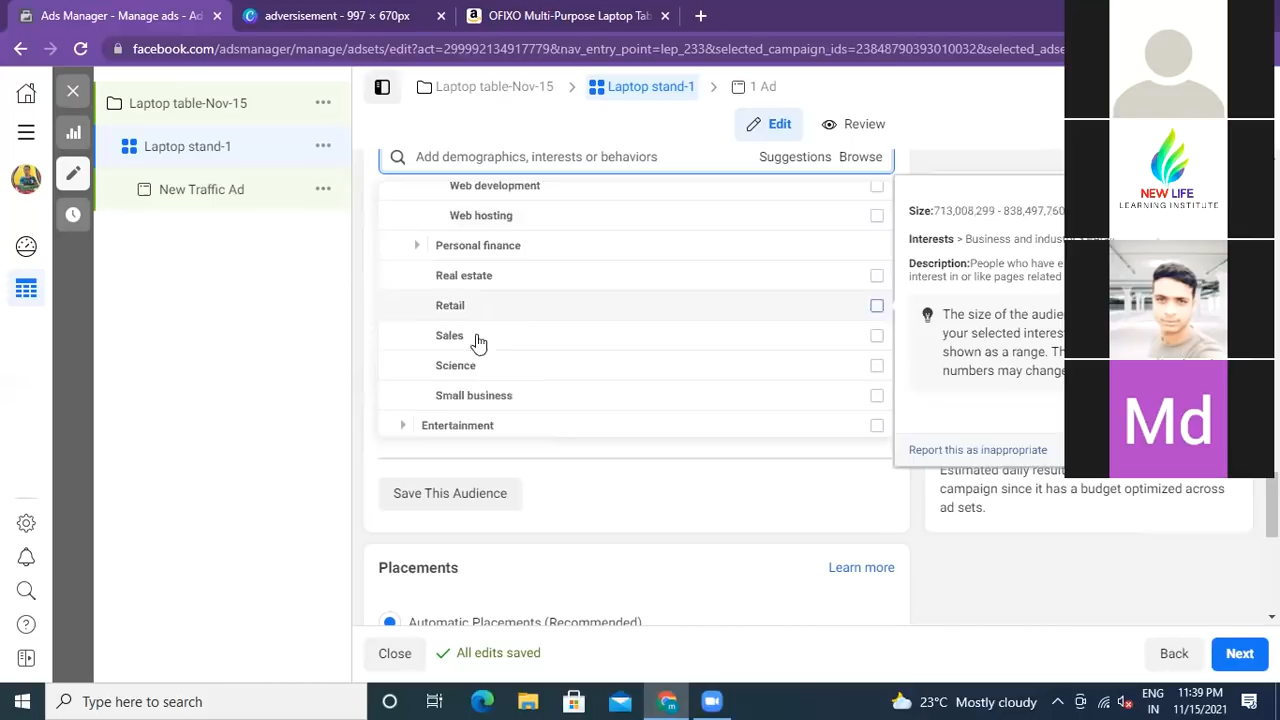 Ads Manager - Manage ads - Ad
advertisement - 997 × 670px
OFIXO Multi-Purpose Laptop Tab
facebook.com/adsmanager/manage/adsets/edit?act=299992134917779&nav_entry_point=lep_233&selected_campaign_ids=23848790393010032&selected_adse
Laptop table-Nov-15
Laptop stand-1
New Traffic Ad
Laptop table-Nov-15
Laptop stand-1
1 Ad
Edit
Review
Add demographics, interests or behaviors
Suggestions
Browse
Web development
Web hosting
Personal finance
Real estate
Retail
Sales
Science
Small business
Entertainment
Size:713,008,299 - 838,497,760
Interests > Business and indust
Description:People who have e
interest in or like pages related
The size of the audie
your selected interes
shown as a range. Th
numbers may change
Report this as inappropriate
Estimated daily result
campaign since it has a budget optimized across
ad sets.
Save This Audience
Placements
Learn more
Automatic Placements (Recommended)
Close
All edits saved
Back
Next
NEW LIFE
LEARNING INSTITUTE
Md
Type here to search
23°C Mostly cloudy
ENG
IN
11:39 PM
11/15/2021